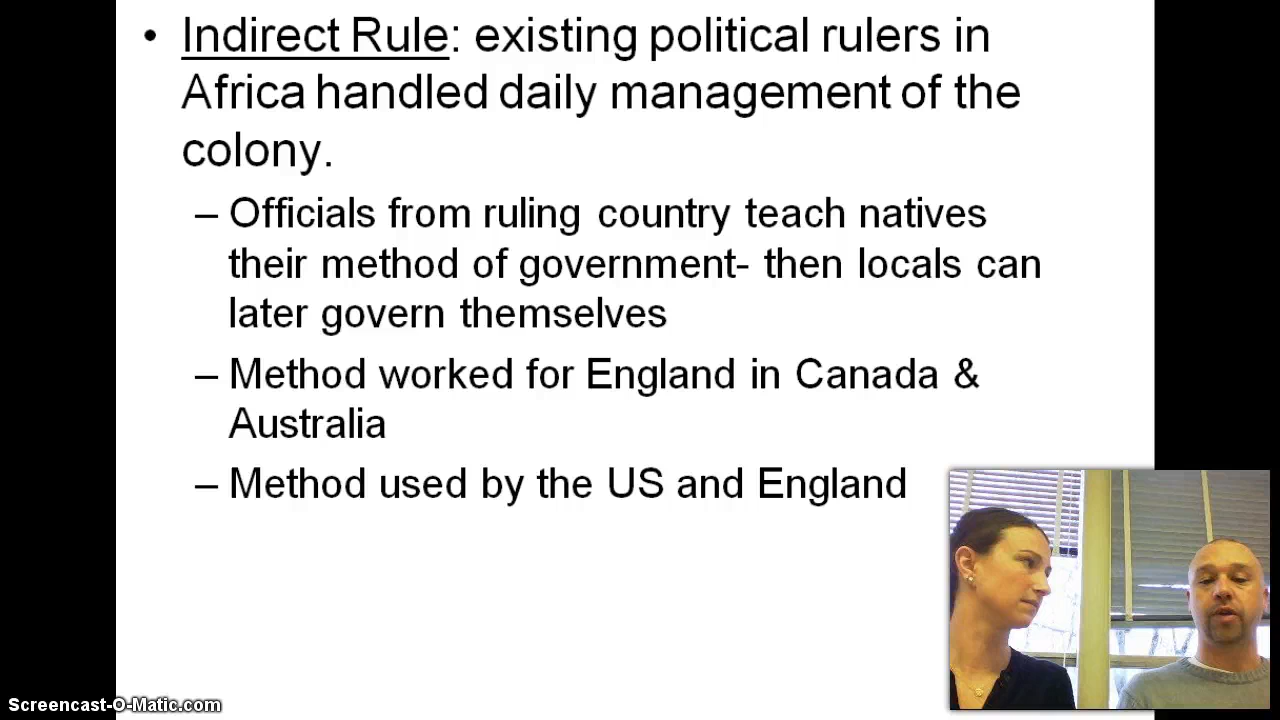 • Indirect Rule: existing political rulers in
Africa handled daily management of the
colony.
– Officials from ruling country teach natives
their method of government- then locals can
later govern themselves
– Method worked for England in Canada &
Australia
– Method used by the US and England
Screencast-O-Matic.com